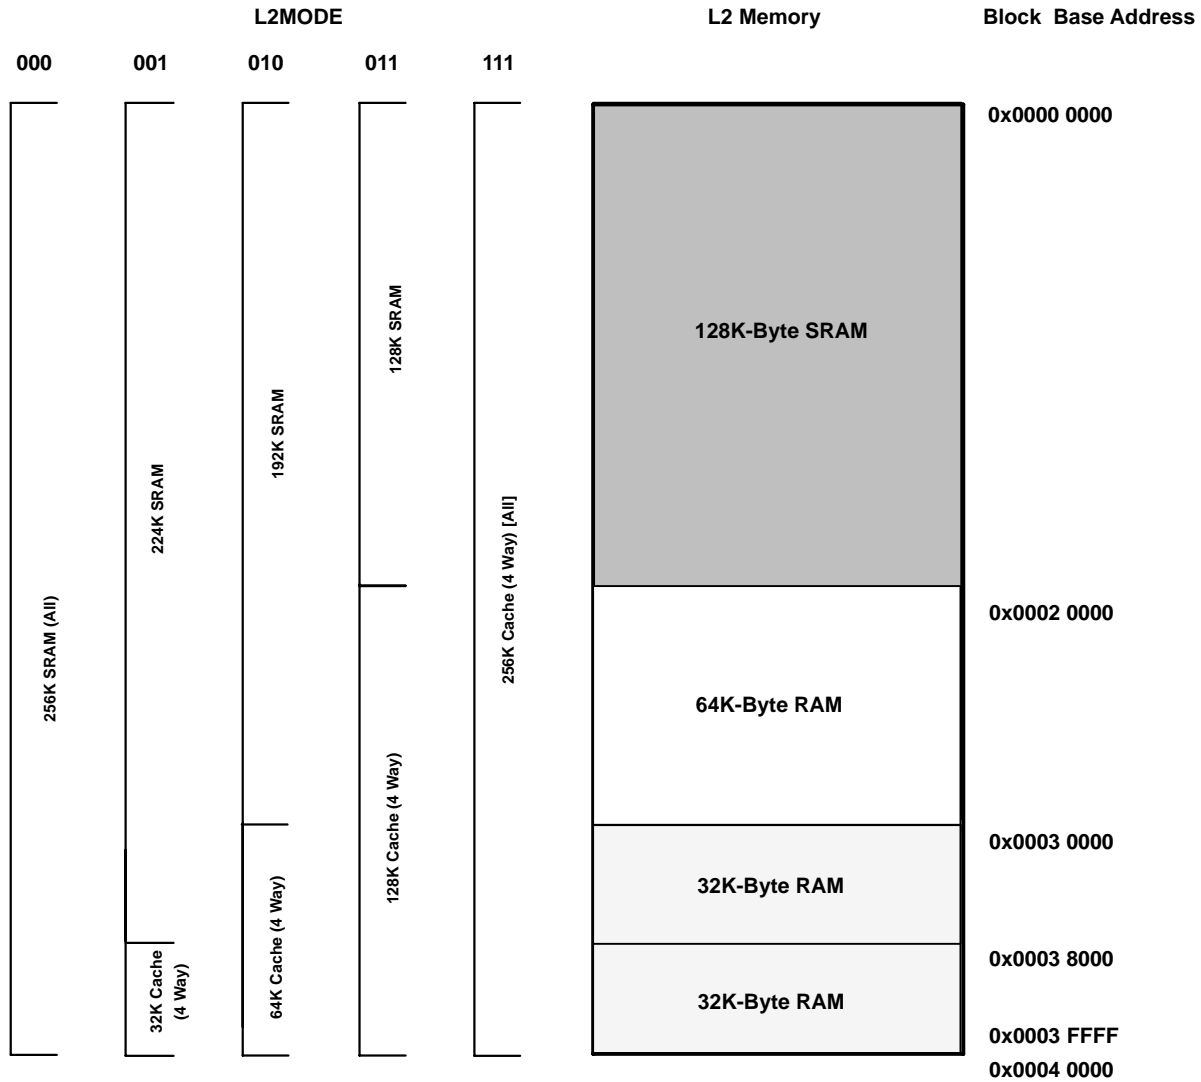 L2MODE
L2 Memory
Block Base Address
000
001
010
011
111
256K SRAM (All)
224K SRAM
32K Cache
(4 Way)
192K SRAM
64K Cache (4 Way)
128K SRAM
128K Cache (4 Way)
256K Cache (4 Way) [All]
128K-Byte SRAM
64K-Byte RAM
32K-Byte RAM
32K-Byte RAM
0x0000 0000
0x0002 0000
0x0003 0000
0x0003 8000
0x0003 FFFF
0x0004 0000